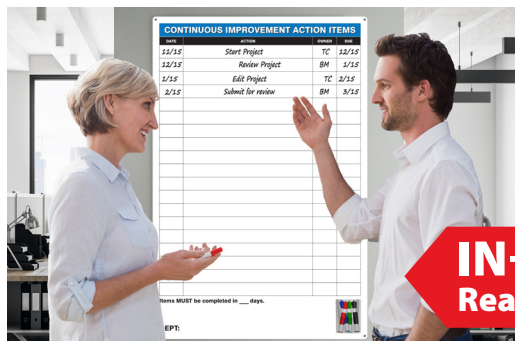 CONTINUOUS IMPROVEMENT ACTION ITEMS
DATE ACTION OWNER DUE
11/15 Start Project TC 12/15
12/15 Review Project BM 1/15
1/15 Edit Project TC 2/15
2/15 Submit for review BM 3/15
Items MUST be completed in ___ days.
EPT:
IN-
Rea